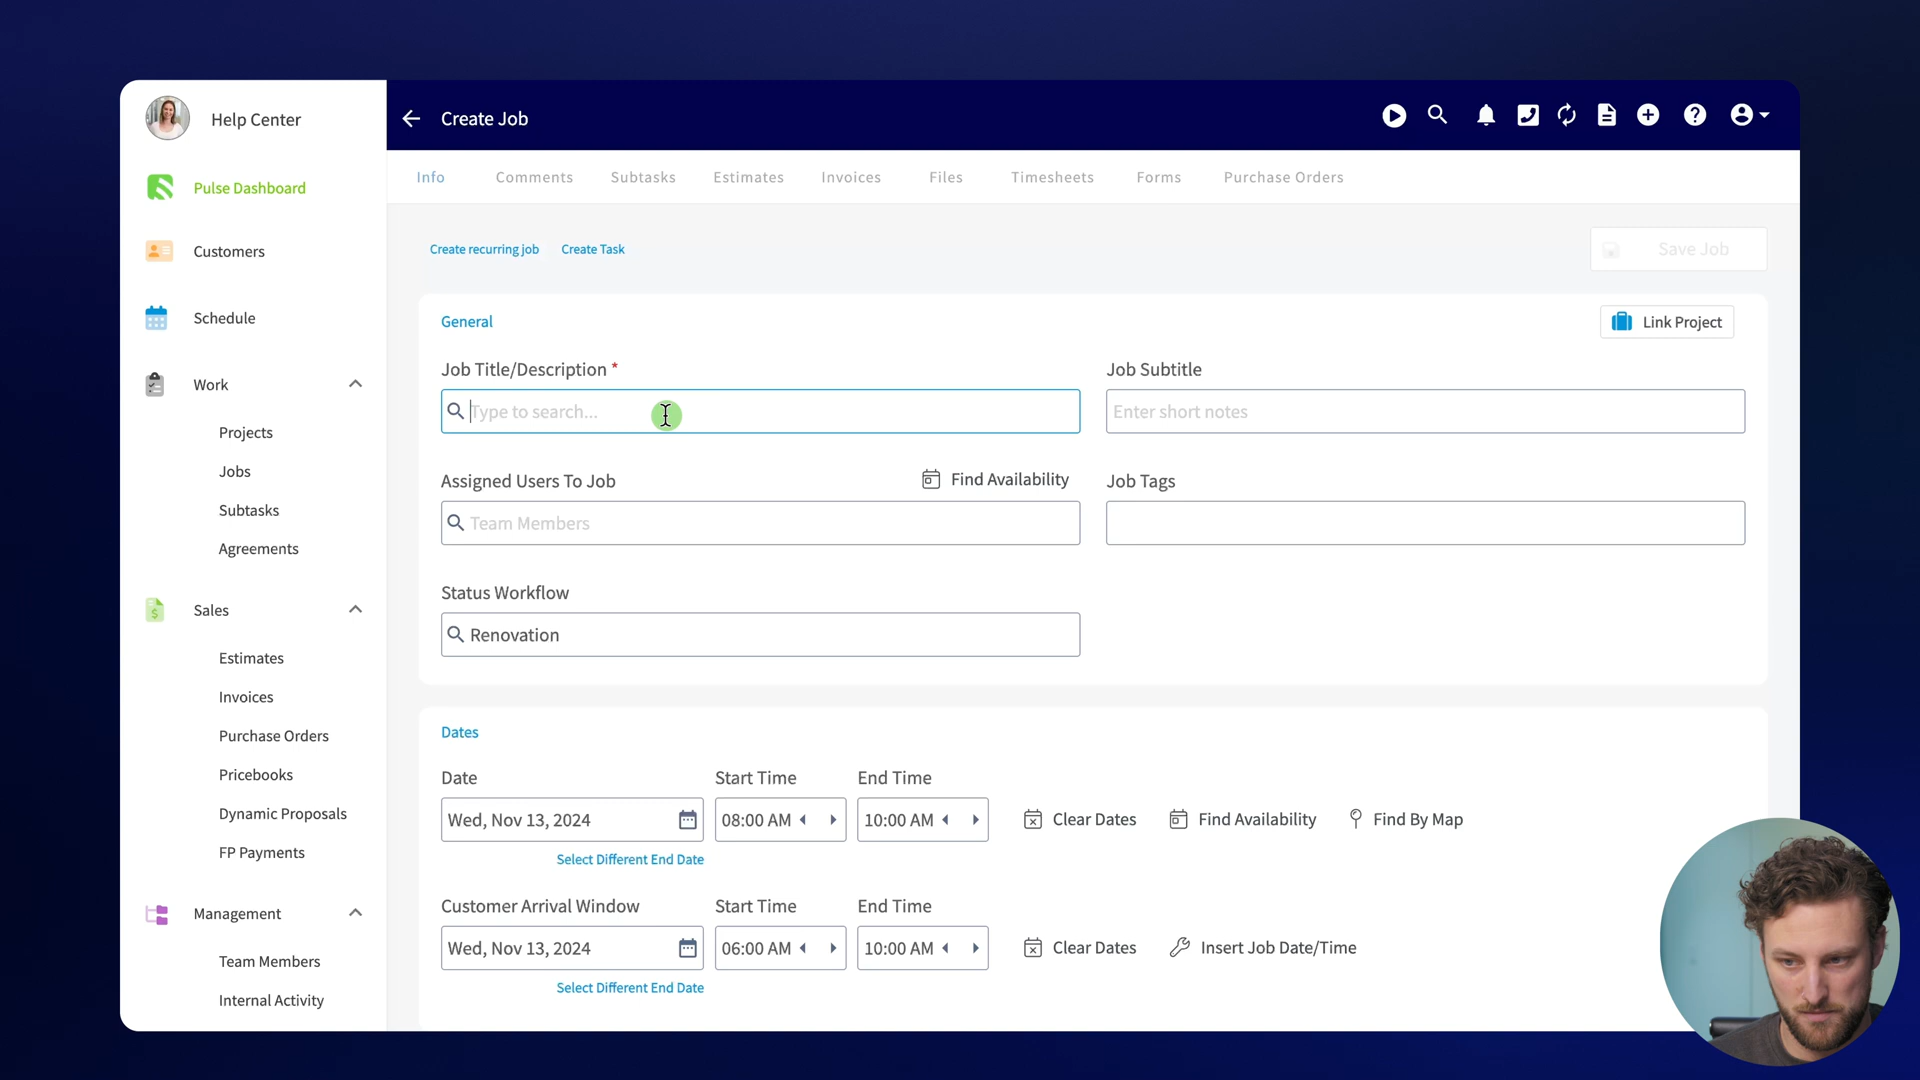 Help Center
Create Job
Pulse Dashboard
Customers
Schedule
Work
Projects
Jobs
Subtasks
Agreements
Sales
Estimates
Invoices
Purchase Orders
Pricebooks
Dynamic Proposals
FP Payments
Management
Team Members
Internal Activity
Info Comments Subtasks Estimates Invoices Files Timesheets Forms Purchase Orders
Create recurring job Create Task
Save Job
General
Link Project
Job Title/Description * Job Subtitle
Type to search... Enter short notes
Assigned Users To Job Find Availability Job Tags
Team Members
Status Workflow
Renovation
Dates
Date Start Time End Time
Wed, Nov 13, 2024 08:00 AM 10:00 AM Clear Dates Find Availability Find By Map
Select Different End Date
Customer Arrival Window Start Time End Time
Wed, Nov 13, 2024 06:00 AM 10:00 AM Clear Dates Insert Job Date/Time
Select Different End Date